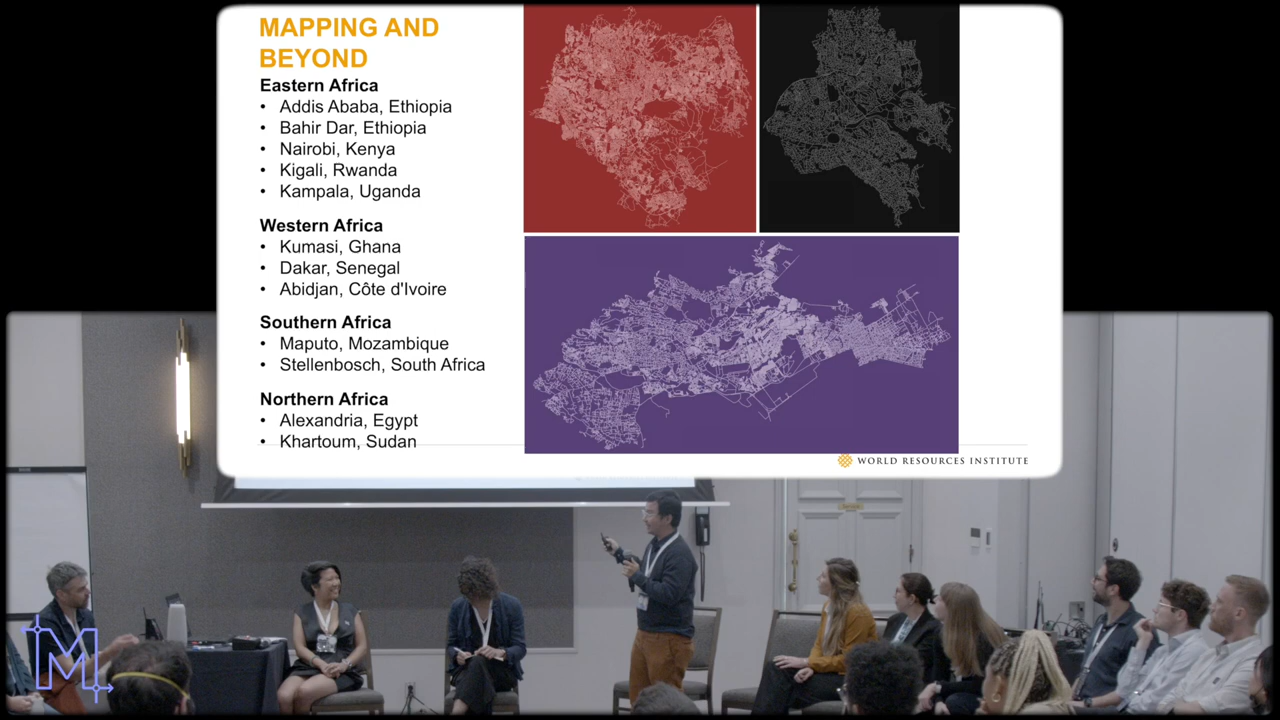 MAPPING AND
BEYOND
Eastern Africa
• Addis Ababa, Ethiopia
• Bahir Dar, Ethiopia
• Nairobi, Kenya
• Kigali, Rwanda
• Kampala, Uganda
Western Africa
• Kumasi, Ghana
• Dakar, Senegal
• Abidjan, Côte d'Ivoire
Southern Africa
• Maputo, Mozambique
• Stellenbosch, South Africa
Northern Africa
• Alexandria, Egypt
• Khartoum, Sudan
WORLD RESOURCES INSTITUTE
M